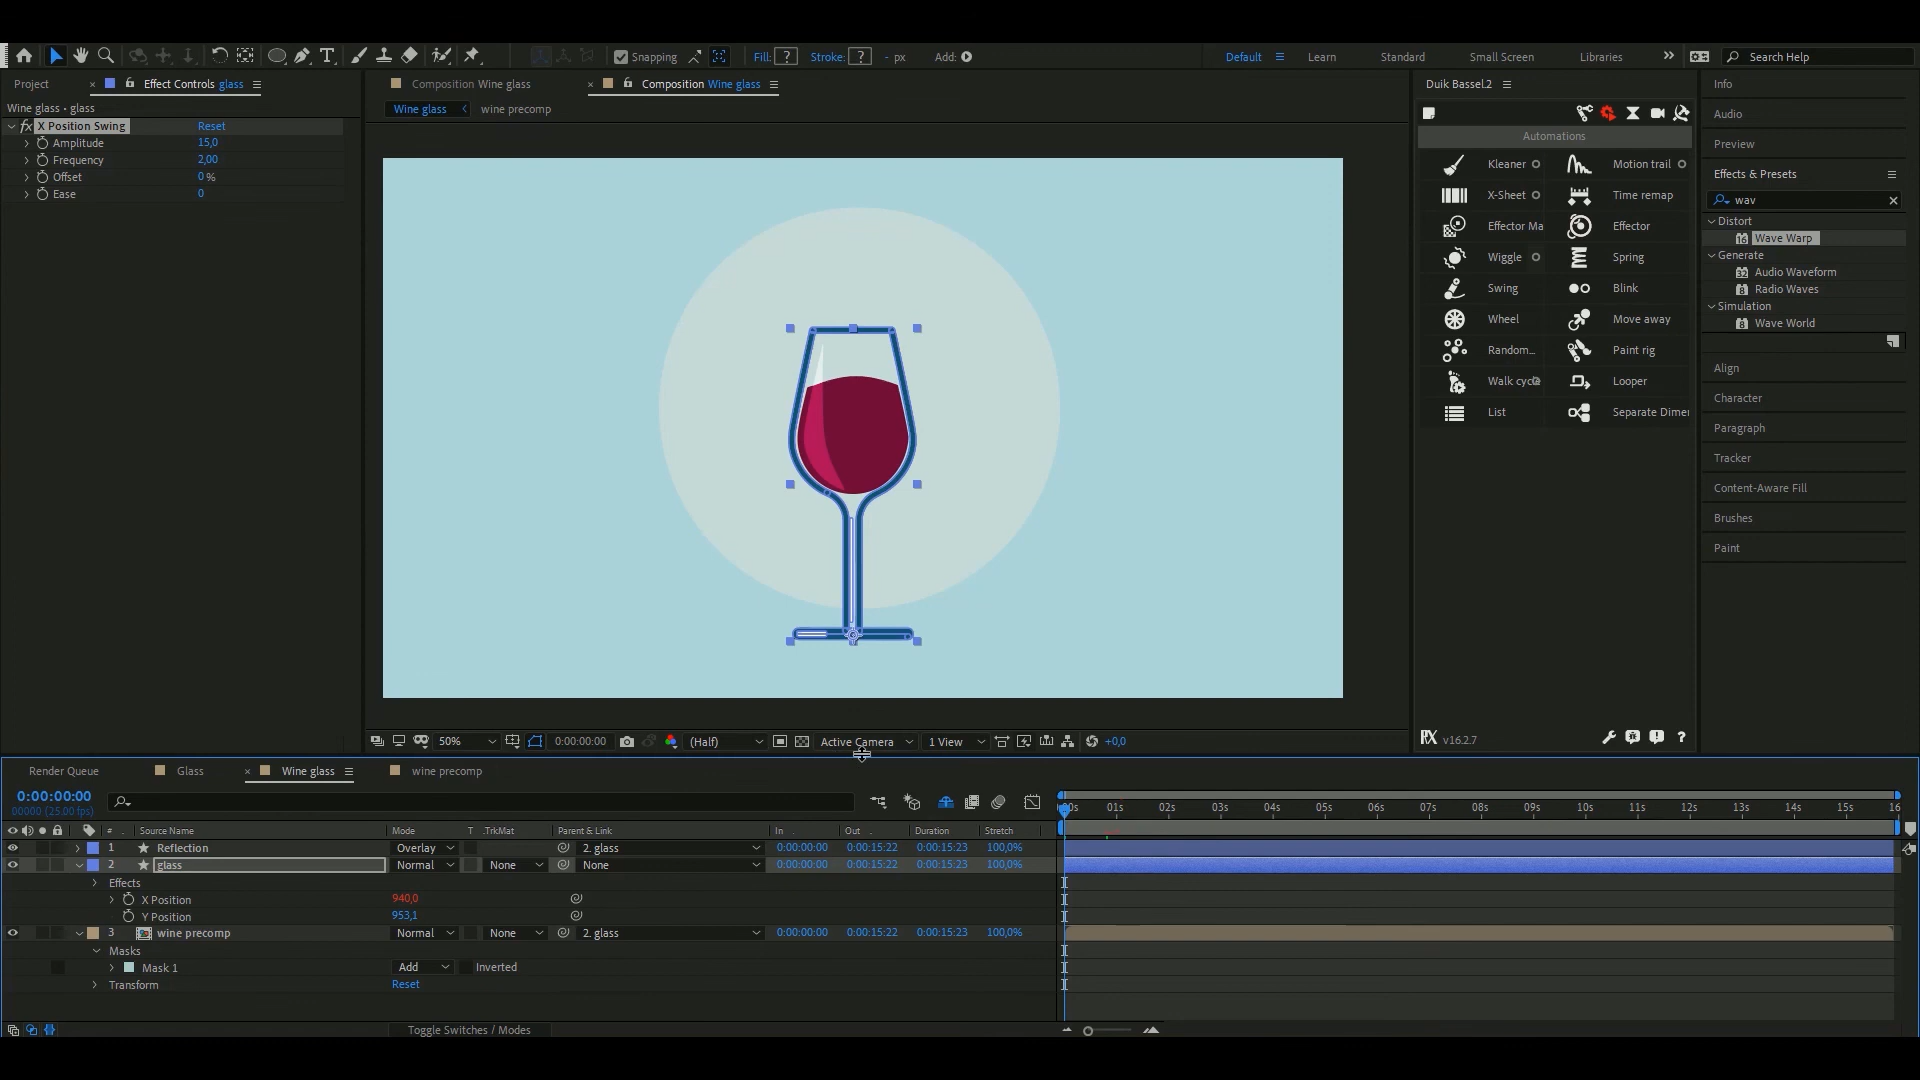 Snapping
Fill: ?
Stroke: ?
- px
Add:
Default
Learn
Standard
Small Screen
Libraries
Search Help
Project
Effect Controls glass
Wine glass • glass
fx X Position Swing Reset
Amplitude 15,0
Frequency 2,00
Offset 0 %
Ease 0
Composition Wine glass
Composition Wine glass
Wine glass
wine precomp
50%
0:00:00:00
(Half)
Active Camera
1 View
+0,0
Duik Bassel.2
Automations
Kleaner
Motion trail
X-Sheet
Time remap
Effector Ma
Effector
Wiggle
Spring
Swing
Blink
Wheel
Move away
Random...
Paint rig
Walk cycle
Looper
List
Separate Dimer
v16.2.7
?
Info
Audio
Preview
Effects & Presets
wav
Distort
16 Wave Warp
Generate
32 Audio Waveform
8 Radio Waves
Simulation
8 Wave World
Align
Character
Paragraph
Tracker
Content-Aware Fill
Brushes
Paint
Render Queue
Glass
Wine glass
wine precomp
0:00:00:00
00000 (25.00 fps)
# Source Name Mode T .TrkMat Parent & Link In Out Duration Stretch
1 Reflection Overlay 2. glass 0:00:00:00 0:00:15:22 0:00:15:23 100,0%
2 glass Normal None None 0:00:00:00 0:00:15:22 0:00:15:23 100,0%
Effects
X Position 940,0
Y Position 953,1
3 wine precomp Normal None 2. glass 0:00:00:00 0:00:15:22 0:00:15:23 100,0%
Masks
Mask 1 Add Inverted
Transform Reset
Toggle Switches / Modes
01s 02s 03s 04s 05s 06s 07s 08s 09s 10s 11s 12s 13s 14s 15s 16